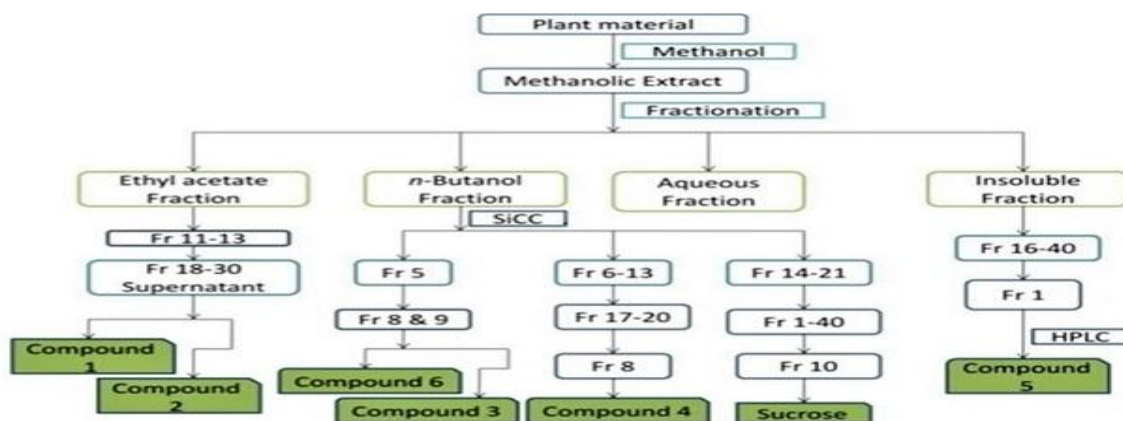 Plant material
Methanol
Methanolic Extract
Fractionation
Ethyl acetate
Fraction
n-Butanol
Fraction
Aqueous
Fraction
Insoluble
Fraction
SiCC
Fr 11-13
Fr 18-30
Supernatant
Fr 5
Fr 6-13
Fr 14-21
Fr 16-40
Fr 8 & 9
Fr 17-20
Fr 1-40
Fr 1
Fr 8
Fr 10
HPLC
Compound
1
Compound
2
Compound 6
Compound 3
Compound 4
Sucrose
Compound
5